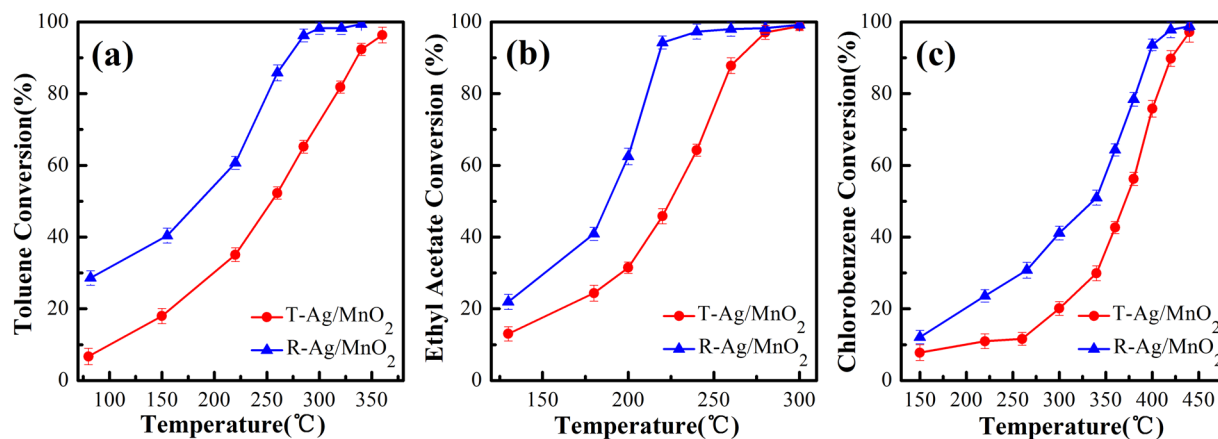 (a)
Toluene Conversion(%)
100
80
60
40
20
0
T-Ag/MnO2
R-Ag/MnO2
100 150 200 250 300 350
Temperature(℃)
(b)
Ethyl Acetate Conversion (%)
100
80
60
40
20
0
T-Ag/MnO2
R-Ag/MnO2
150 200 250 300
Temperature(℃)
(c)
Chlorobenzene Conversion(%)
100
80
60
40
20
0
T-Ag/MnO2
R-Ag/MnO2
150 200 250 300 350 400 450
Temperature(℃)